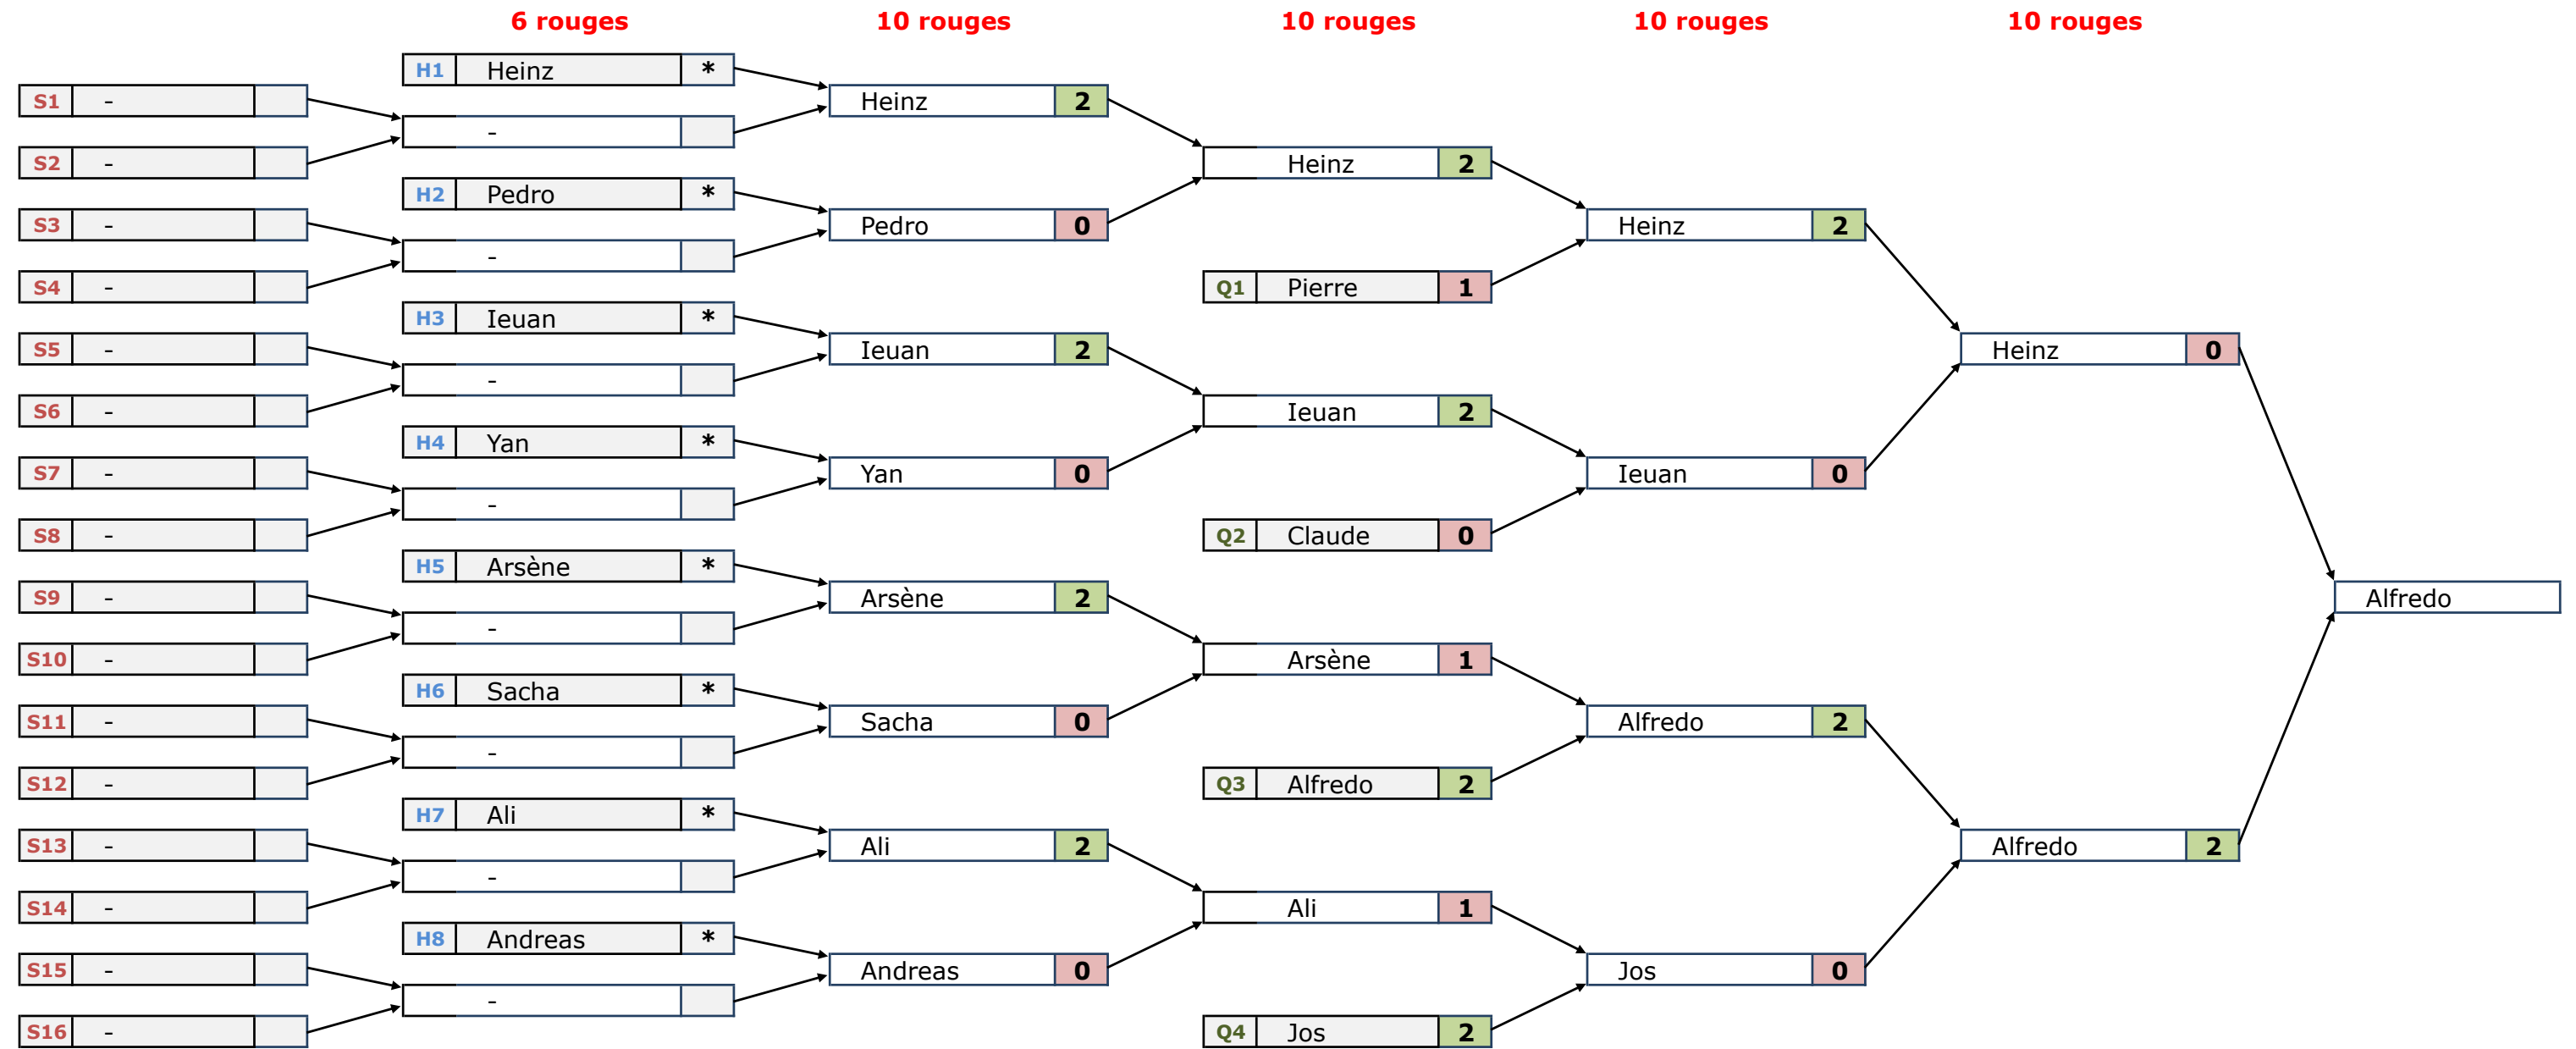 6 rouges 10 rouges 10 rouges 10 rouges 10 rouges
H1 Heinz *
S1 - Heinz 2
-
S2 - Heinz 2
H2 Pedro *
S3 - Pedro 0 Heinz 2
-
S4 - Q1 Pierre 1
H3 Ieuan *
S5 - Ieuan 2 Heinz 0
-
S6 - Ieuan 2
H4 Yan *
S7 - Yan 0 Ieuan 0
-
S8 - Q2 Claude 0
H5 Arsène *
S9 - Arsène 2 Alfredo
-
S10 - Arsène 1
H6 Sacha *
S11 - Sacha 0 Alfredo 2
-
S12 - Q3 Alfredo 2
H7 Ali *
S13 - Ali 2 Alfredo 2
-
S14 - Ali 1
H8 Andreas *
S15 - Andreas 0 Jos 0
-
S16 - Q4 Jos 2